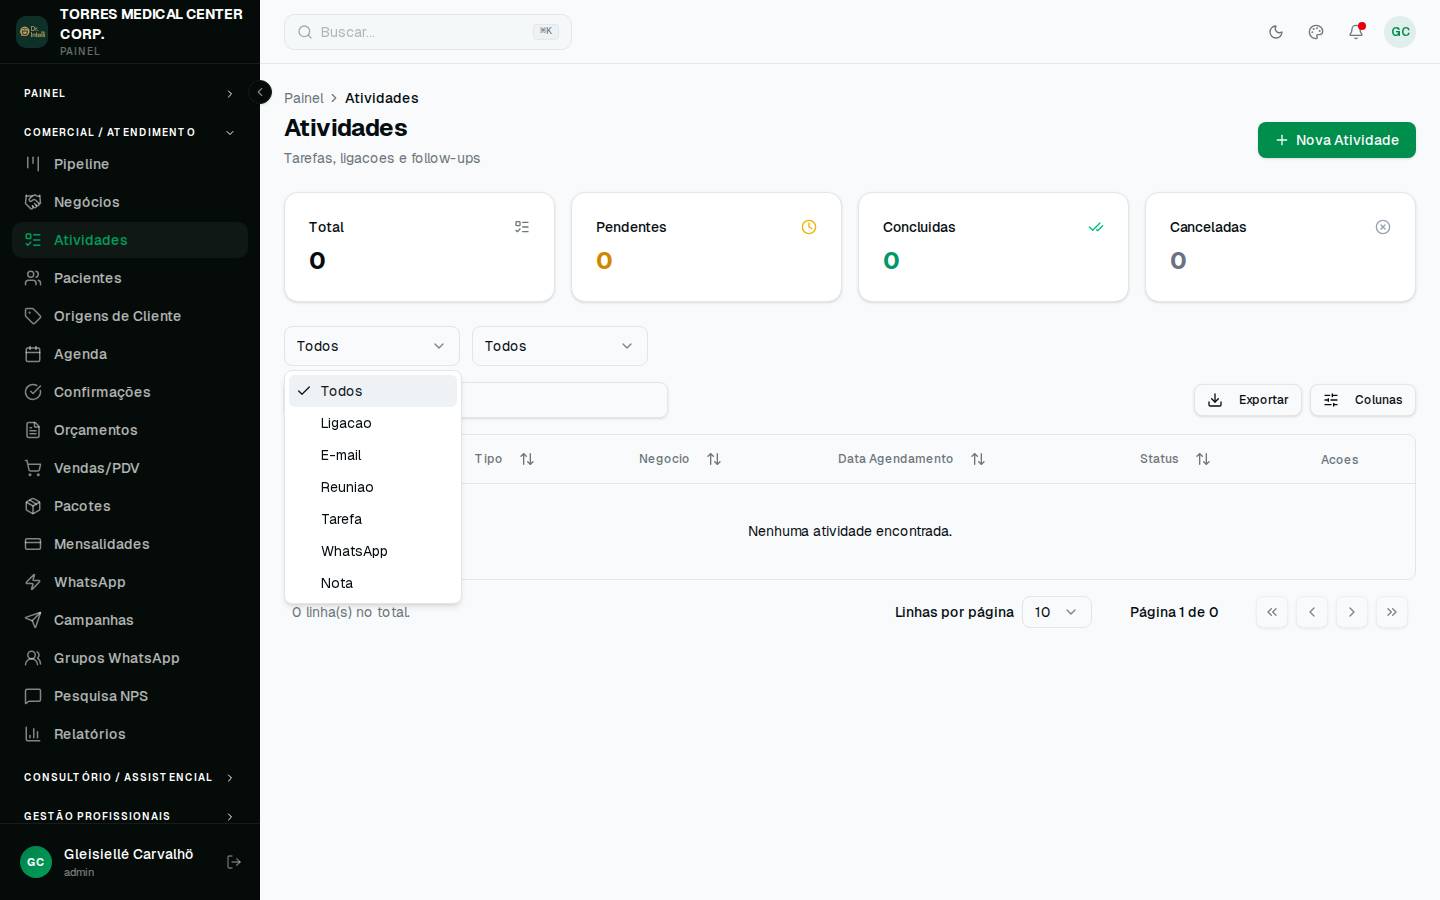 TORRES MEDICAL CENTER CORP.
PAINEL
Buscar...
⌘K
GC
PAINEL
COMERCIAL / ATENDIMENTO
Pipeline
Negócios
Atividades
Pacientes
Origens de Cliente
Agenda
Confirmações
Orçamentos
Vendas/PDV
Pacotes
Mensalidades
WhatsApp
Campanhas
Grupos WhatsApp
Pesquisa NPS
Relatórios
CONSULTÓRIO / ASSISTENCIAL
GESTÃO PROFISSIONAIS
GC
Gleisiellé Carvalhö
admin
Painel > Atividades
Atividades
Tarefas, ligacoes e follow-ups
Nova Atividade
Total
0
Pendentes
0
Concluidas
0
Canceladas
0
Todos
Todos
Todos
Ligacao
E-mail
Reuniao
Tarefa
WhatsApp
Nota
Exportar
Colunas
Tipo
Negocio
Data Agendamento
Status
Acoes
Nenhuma atividade encontrada.
0 linha(s) no total.
Linhas por página
10
Página 1 de 0